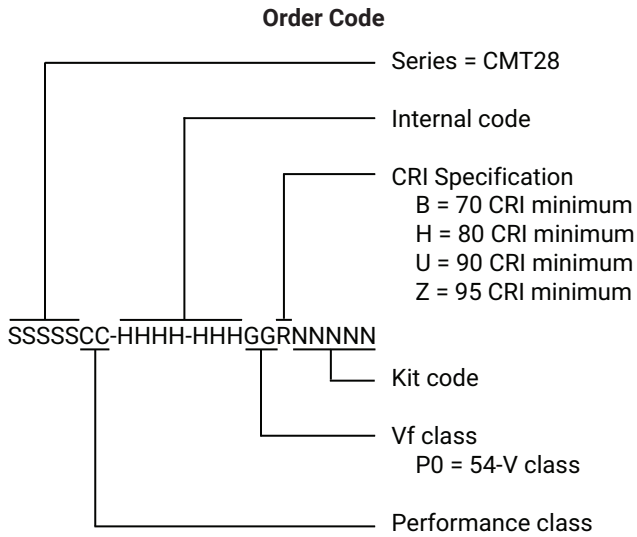 Order Code
Series = CMT28
Internal code
CRI Specification
B = 70 CRI minimum
H = 80 CRI minimum
U = 90 CRI minimum
Z = 95 CRI minimum
SSSSSCC-HHHH-HHHGGRNNNNN
Kit code
Vf class
P0 = 54-V class
Performance class